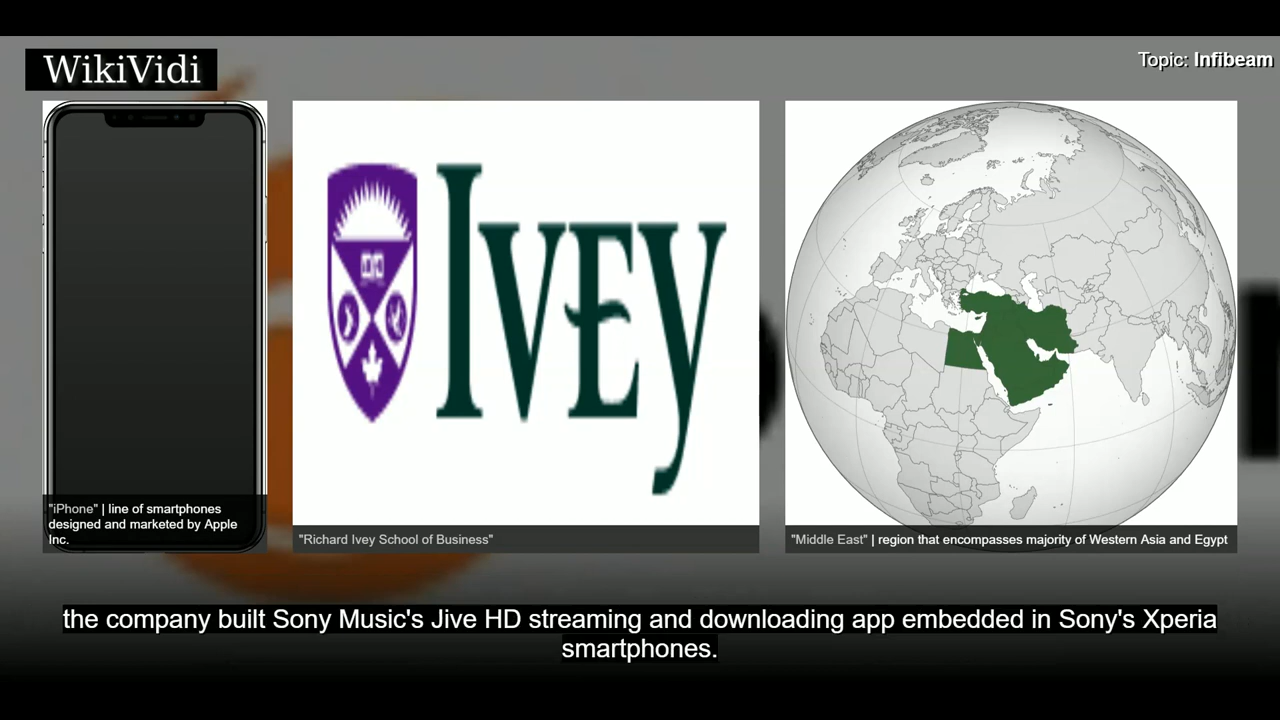 WikiVidi
Topic: Infibeam
IVEY
"iPhone" | line of smartphones
designed and marketed by Apple
Inc.
"Richard Ivey School of Business"
"Middle East" | region that encompasses majority of Western Asia and Egypt
the company built Sony Music's Jive HD streaming and downloading app embedded in Sony's Xperia
smartphones.